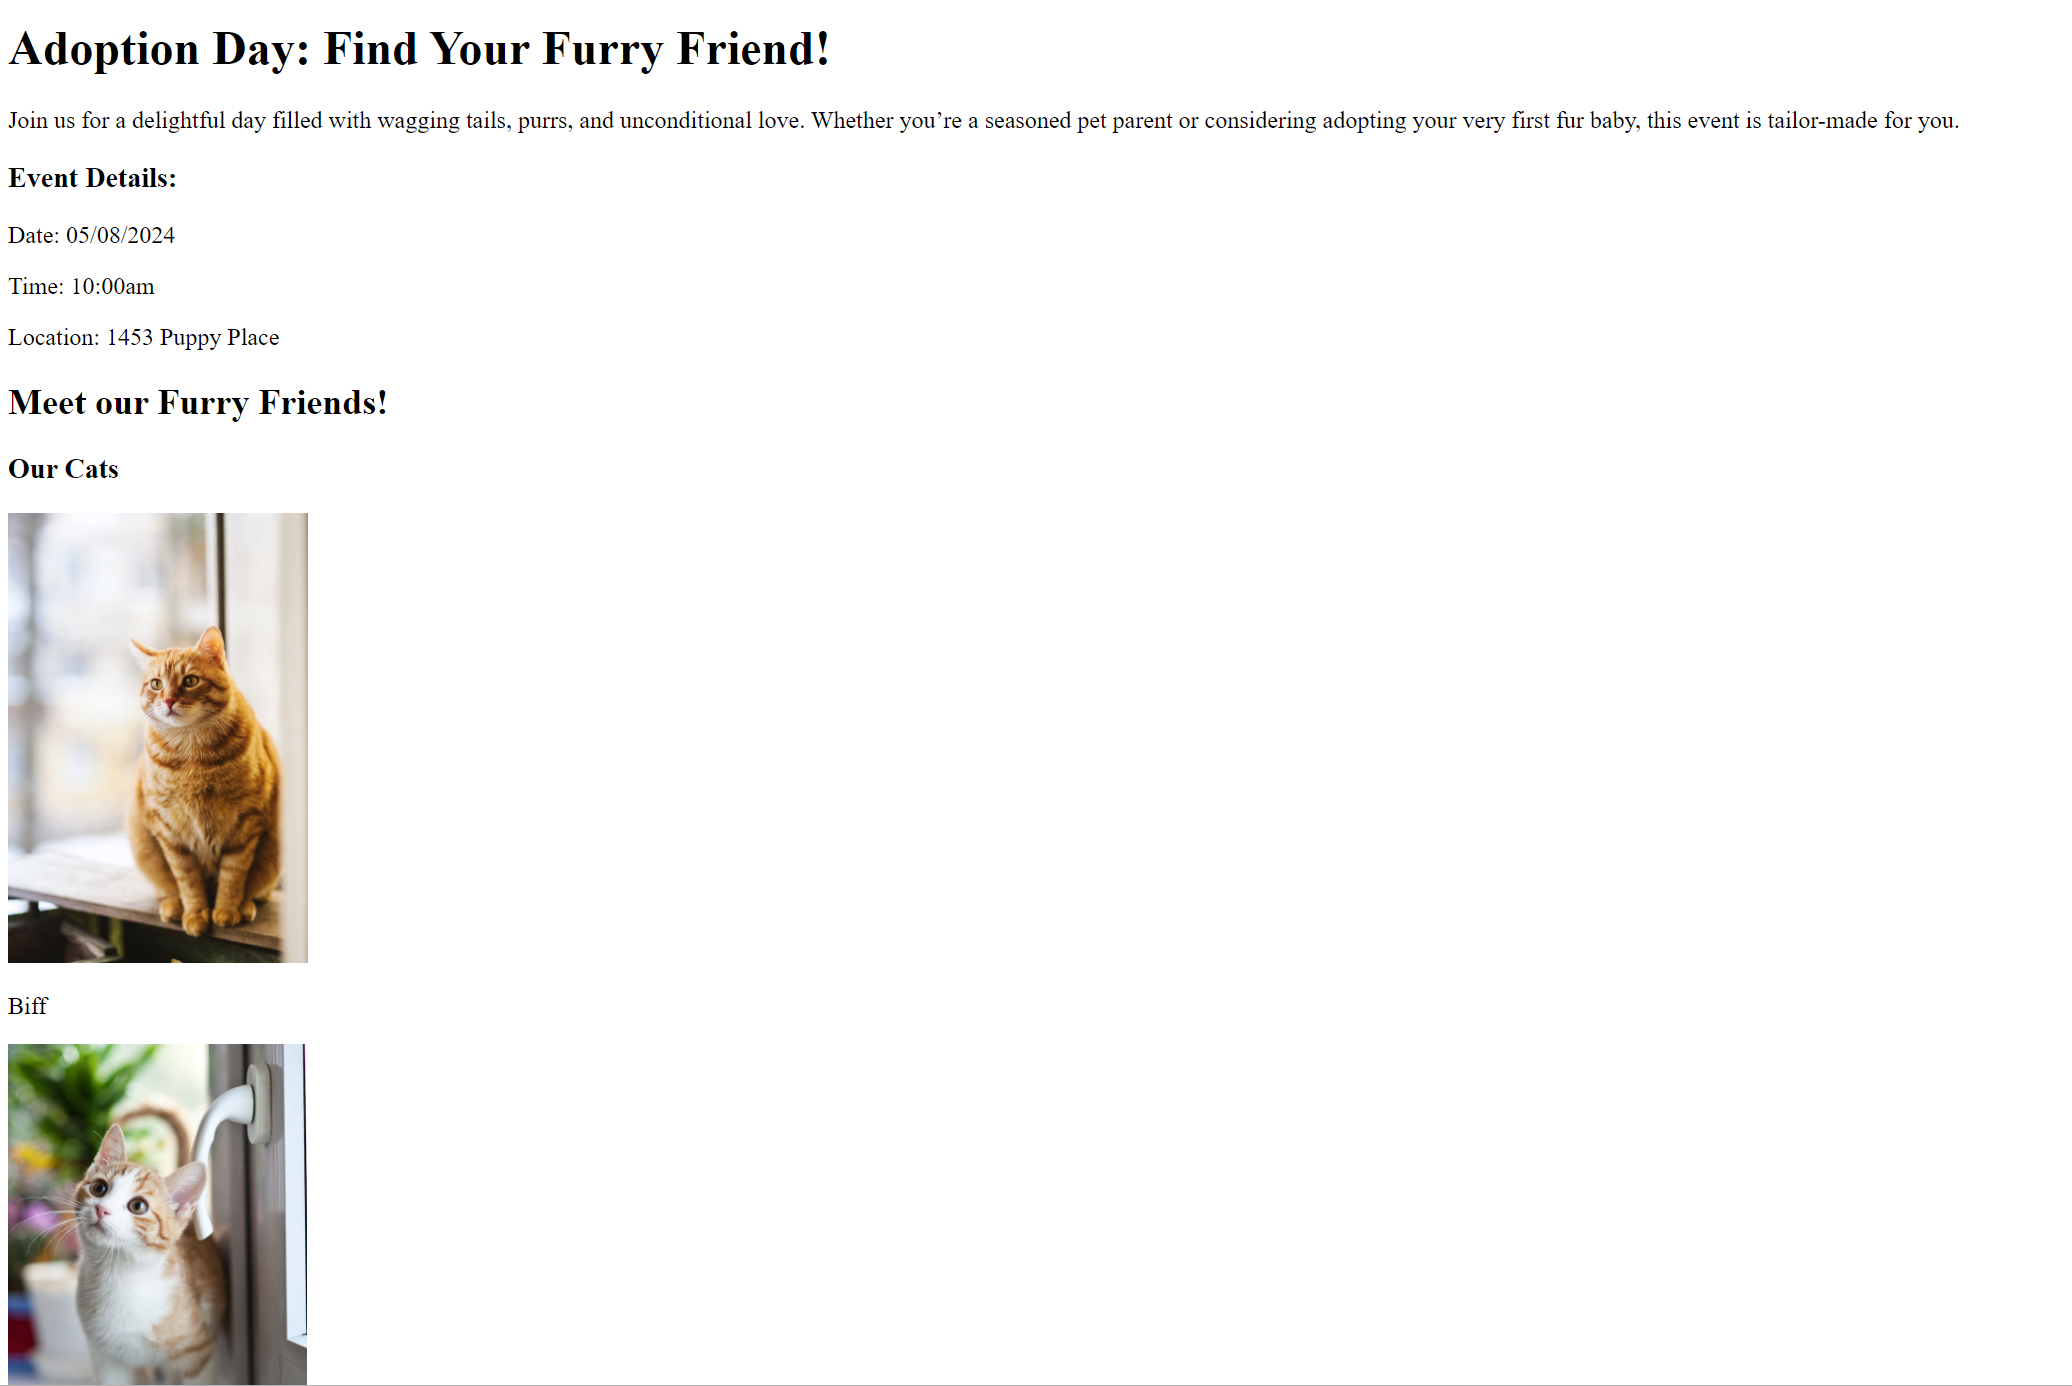 Adoption Day: Find Your Furry Friend!
Join us for a delightful day filled with wagging tails, purrs, and unconditional love. Whether you’re a seasoned pet parent or considering adopting your very first fur baby, this event is tailor-made for you.
Event Details:
Date: 05/08/2024
Time: 10:00am
Location: 1453 Puppy Place
Meet our Furry Friends!
Our Cats
Biff